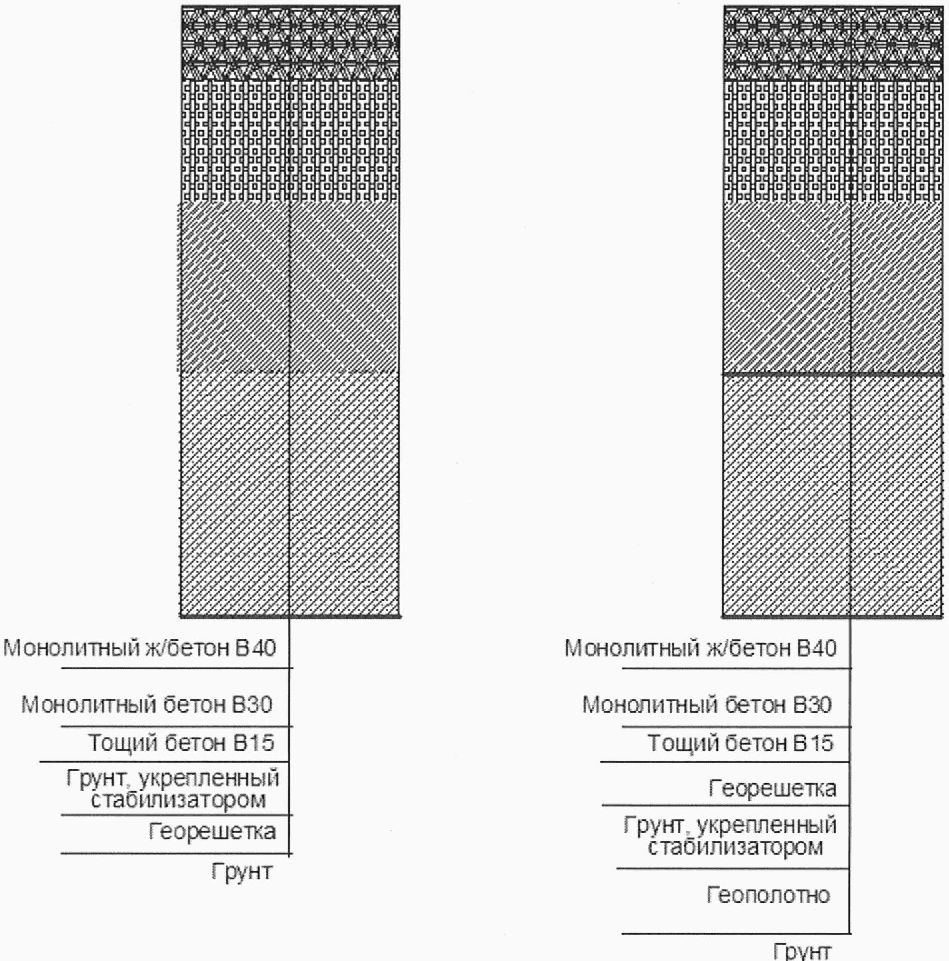 Монолитный ж/бетон В40
Монолитный бетон В30
Тощий бетон В15
Грунт, укрепленный
стабилизатором
Георешетка
Грунт
Монолитный ж/бетон В40
Монолитный бетон В30
Тощий бетон В15
Георешетка
Грунт, укрепленный
стабилизатором
Геополотно
Грунт